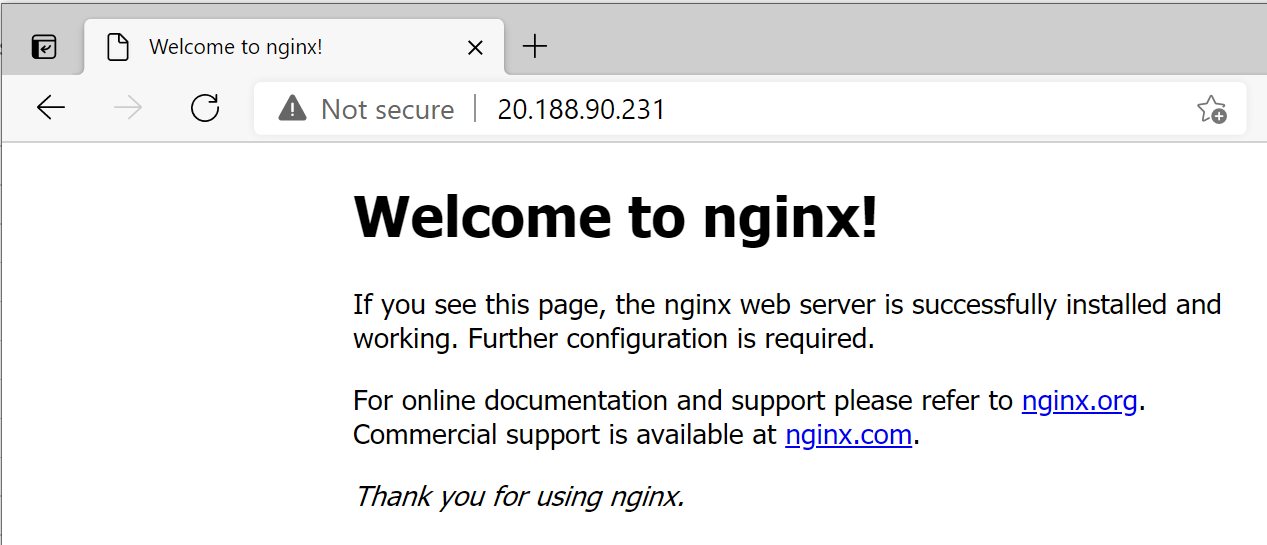 Welcome to nginx!
Not secure | 20.188.90.231
Welcome to nginx!
If you see this page, the nginx web server is successfully installed and
working. Further configuration is required.
For online documentation and support please refer to nginx.org.
Commercial support is available at nginx.com.
Thank you for using nginx.